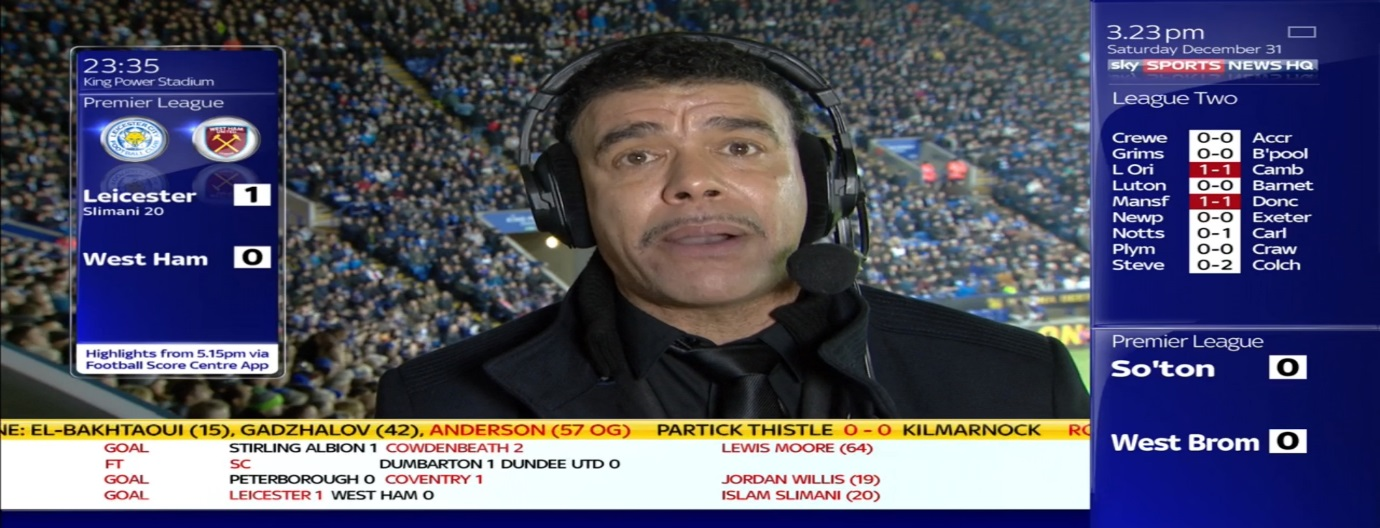 23:35
King Power Stadium
Premier League
Leicester 1
Slimani 20
West Ham 0
Highlights from 5.15pm via
Football Score Centre App
3.23pm
Saturday December 31
sky SPORTS NEWS HQ
League Two
Crewe 0-0 Accr
Grims 0-0 B'pool
L Ori 1-1 Camb
Luton 0-0 Barnet
Mansf 1-1 Donc
Newp 0-0 Exeter
Notts 0-1 Carl
Plym 0-0 Craw
Steve 0-2 Colch
Premier League
So'ton 0
West Brom 0
NE: EL-BAKHTAOUI (15), GADZHALOV (42), ANDERSON (57 OG) PARTICK THISTLE 0 - 0 KILMARNOCK RO
GOAL STIRLING ALBION 1 COWDENBEATH 2 LEWIS MOORE (64)
FT SC DUMBARTON 1 DUNDEE UTD 0
GOAL PETERBOROUGH 0 COVENTRY 1 JORDAN WILLIS (19)
GOAL LEICESTER 1 WEST HAM 0 ISLAM SLIMANI (20)